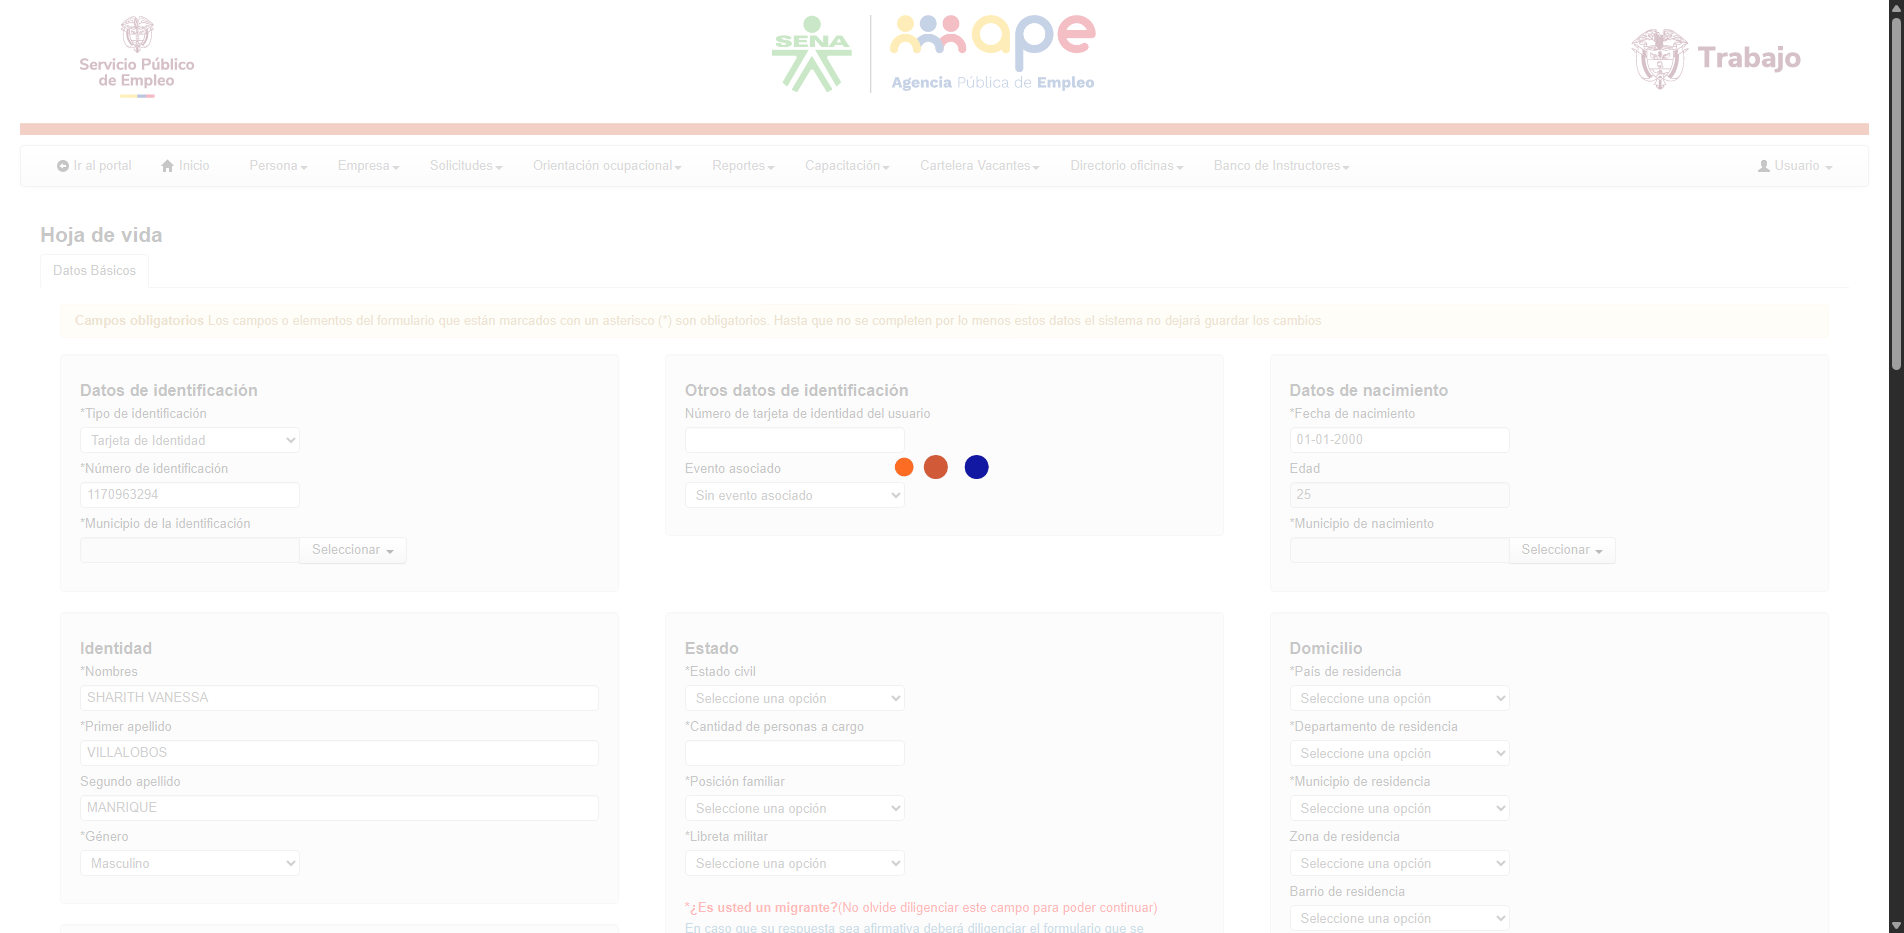 Servicio Público
de Empleo
SENA
ape
Agencia Pública de Empleo
Trabajo
Ir al portal
Inicio
Persona
Empresa
Solicitudes
Orientación ocupacional
Reportes
Capacitación
Cartelera Vacantes
Directorio oficinas
Banco de Instructores
Usuario
Hoja de vida
Datos Básicos
Campos obligatorios Los campos o elementos del formulario que están marcados con un asterisco (*) son obligatorios. Hasta que no se completen por lo menos estos datos el sistema no dejará guardar los cambios
Datos de identificación
*Tipo de identificación
Tarjeta de Identidad
*Número de identificación
1170963294
*Municipio de la identificación
Seleccionar
Otros datos de identificación
Número de tarjeta de identidad del usuario
Evento asociado
Sin evento asociado
Datos de nacimiento
*Fecha de nacimiento
01-01-2000
Edad
25
*Municipio de nacimiento
Seleccionar
Identidad
*Nombres
SHARITH VANESSA
*Primer apellido
VILLALOBOS
Segundo apellido
MANRIQUE
*Género
Masculino
Estado
*Estado civil
Seleccione una opción
*Cantidad de personas a cargo
*Posición familiar
Seleccione una opción
*Libreta militar
Seleccione una opción
*¿Es usted un migrante?(No olvide diligenciar este campo para poder continuar)
En caso que su respuesta sea afirmativa deberá diligenciar el formulario que se
Domicilio
*País de residencia
Seleccione una opción
*Departamento de residencia
Seleccione una opción
*Municipio de residencia
Seleccione una opción
Zona de residencia
Seleccione una opción
Barrio de residencia
Seleccione una opción